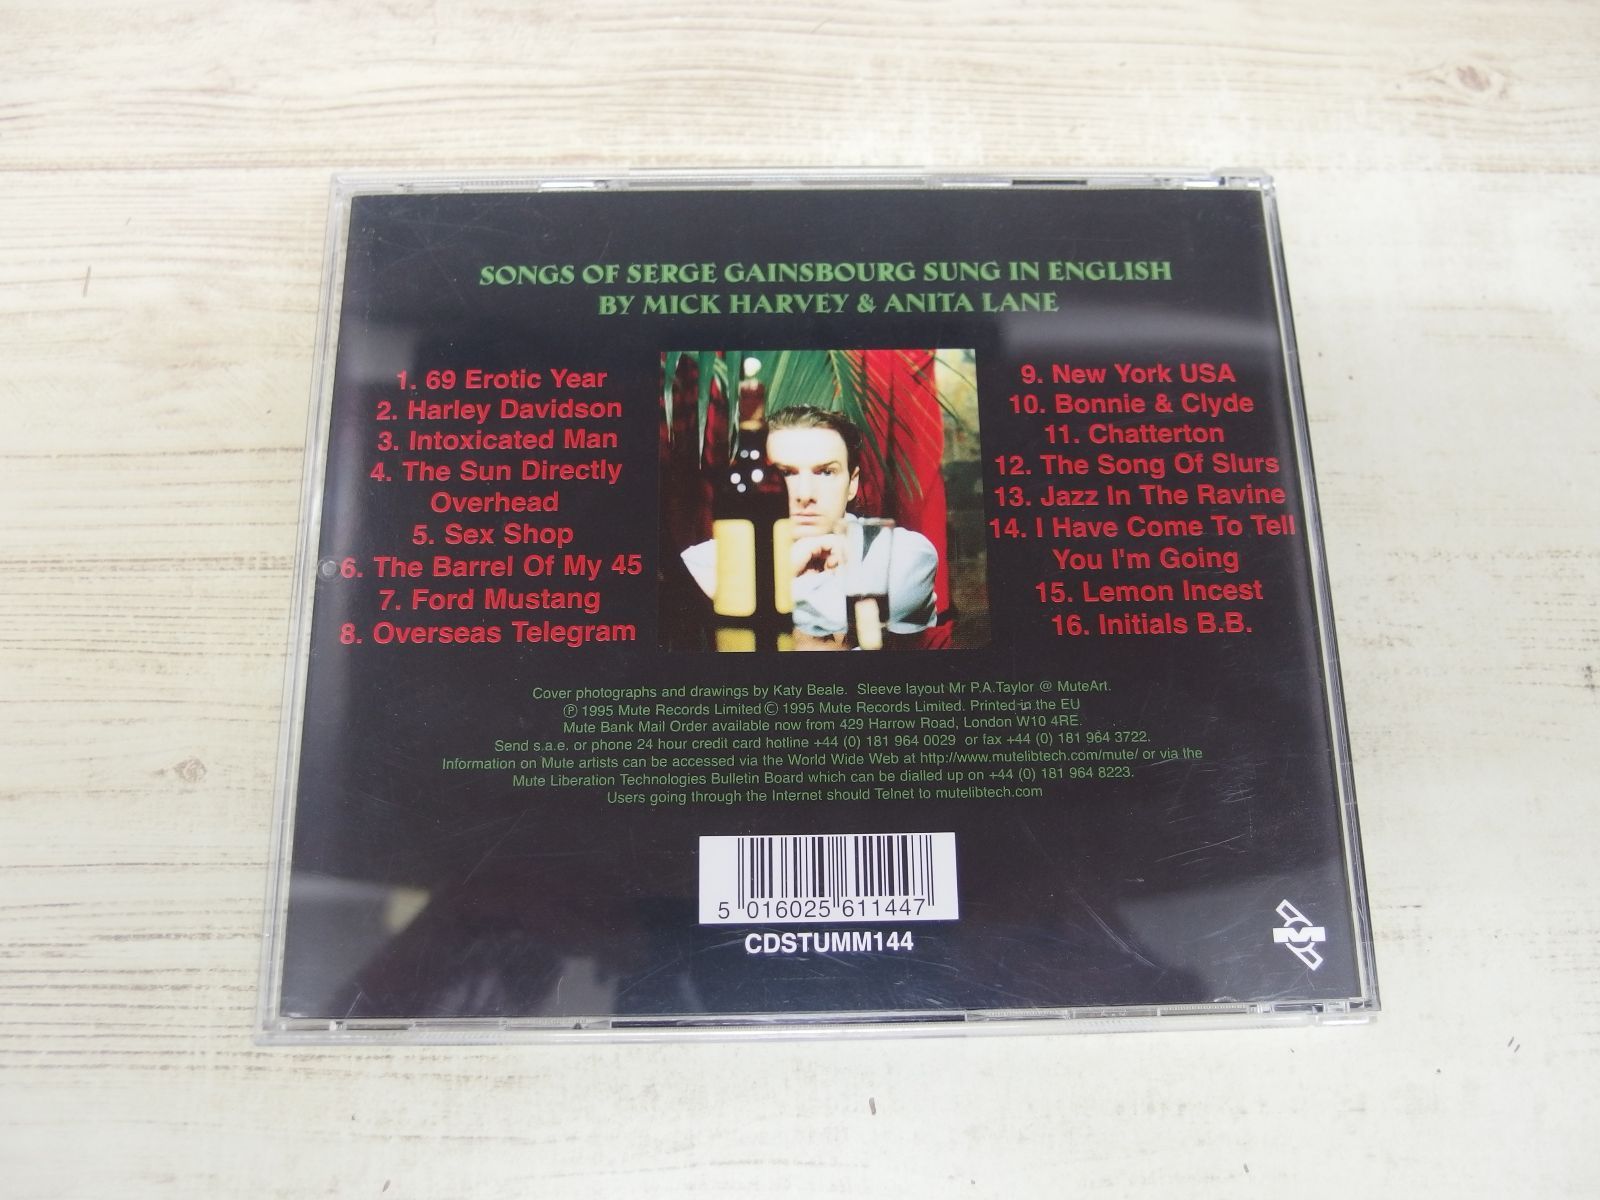 SONGS OF SERGE GAINSBOURG SUNG IN ENGLISH
BY MICK HARVEY & ANITA LANE
1. 69 Erotic Year
2. Harley Davidson
3. Intoxicated Man
4. The Sun Directly
Overhead
5. Sex Shop
6. The Barrel Of My 45
7. Ford Mustang
8. Overseas Telegram
9. New York USA
10. Bonnie & Clyde
11. Chatterton
12. The Song Of Slurs
13. Jazz In The Ravine
14. I Have Come To Tell
You I'm Going
15. Lemon Incest
16. Initials B.B.
Cover photographs and drawings by Katy Beale. Sleeve layout Mr P.A.Taylor @ MuteArt.
℗ 1995 Mute Records Limited © 1995 Mute Records Limited. Printed in the EU
Mute Bank Mail Order available now from 429 Harrow Road, London W10 4RE.
Send s.a.e. or phone 24 hour credit card hotline +44 (0) 181 964 0029 or fax +44 (0) 181 964 3722.
Information on Mute artists can be accessed via the World Wide Web at http://www.mutelibtech.com/mute/ or via the
Mute Liberation Technologies Bulletin Board which can be dialled up on +44 (0) 181 964 8223.
Users going through the Internet should Telnet to mutelibtech.com
5 016025 611447
CDSTUMM144
M